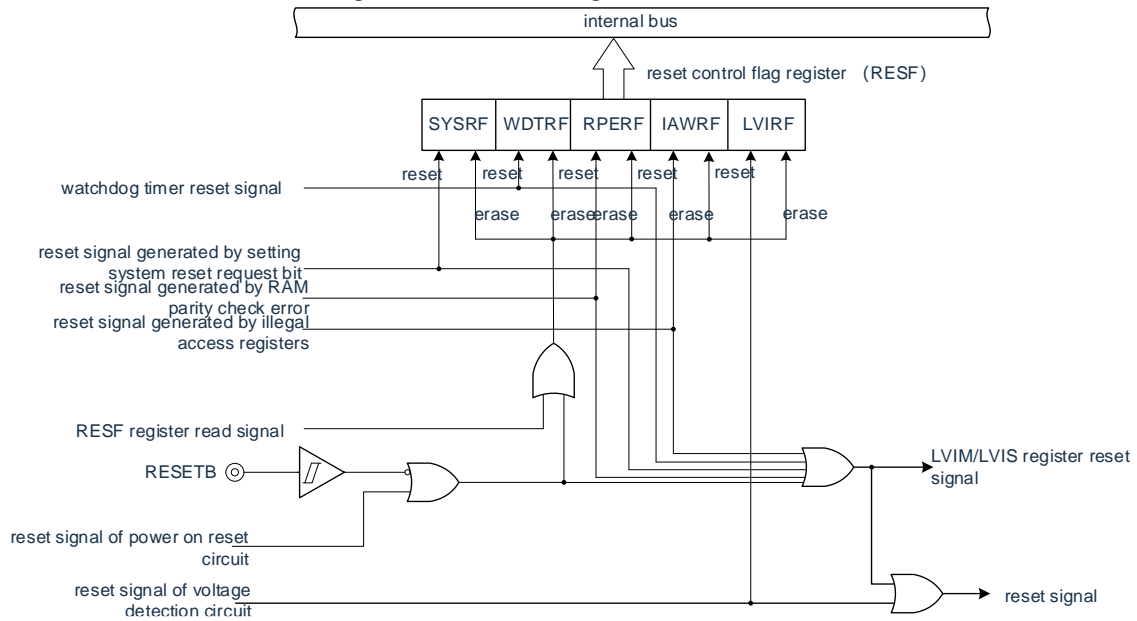 internal bus
reset control flag register （RESF）
SYSRF WDTRF RPERF IAWRF LVIRF
reset reset reset reset reset
watchdog timer reset signal
erase erase erase erase erase
reset signal generated by setting
system reset request bit
reset signal generated by RAM
parity check error
reset signal generated by illegal
access registers
RESF register read signal
RESETB
LVIM/LVIS register reset
signal
reset signal of power on reset
circuit
reset signal of voltage
detection circuit
reset signal